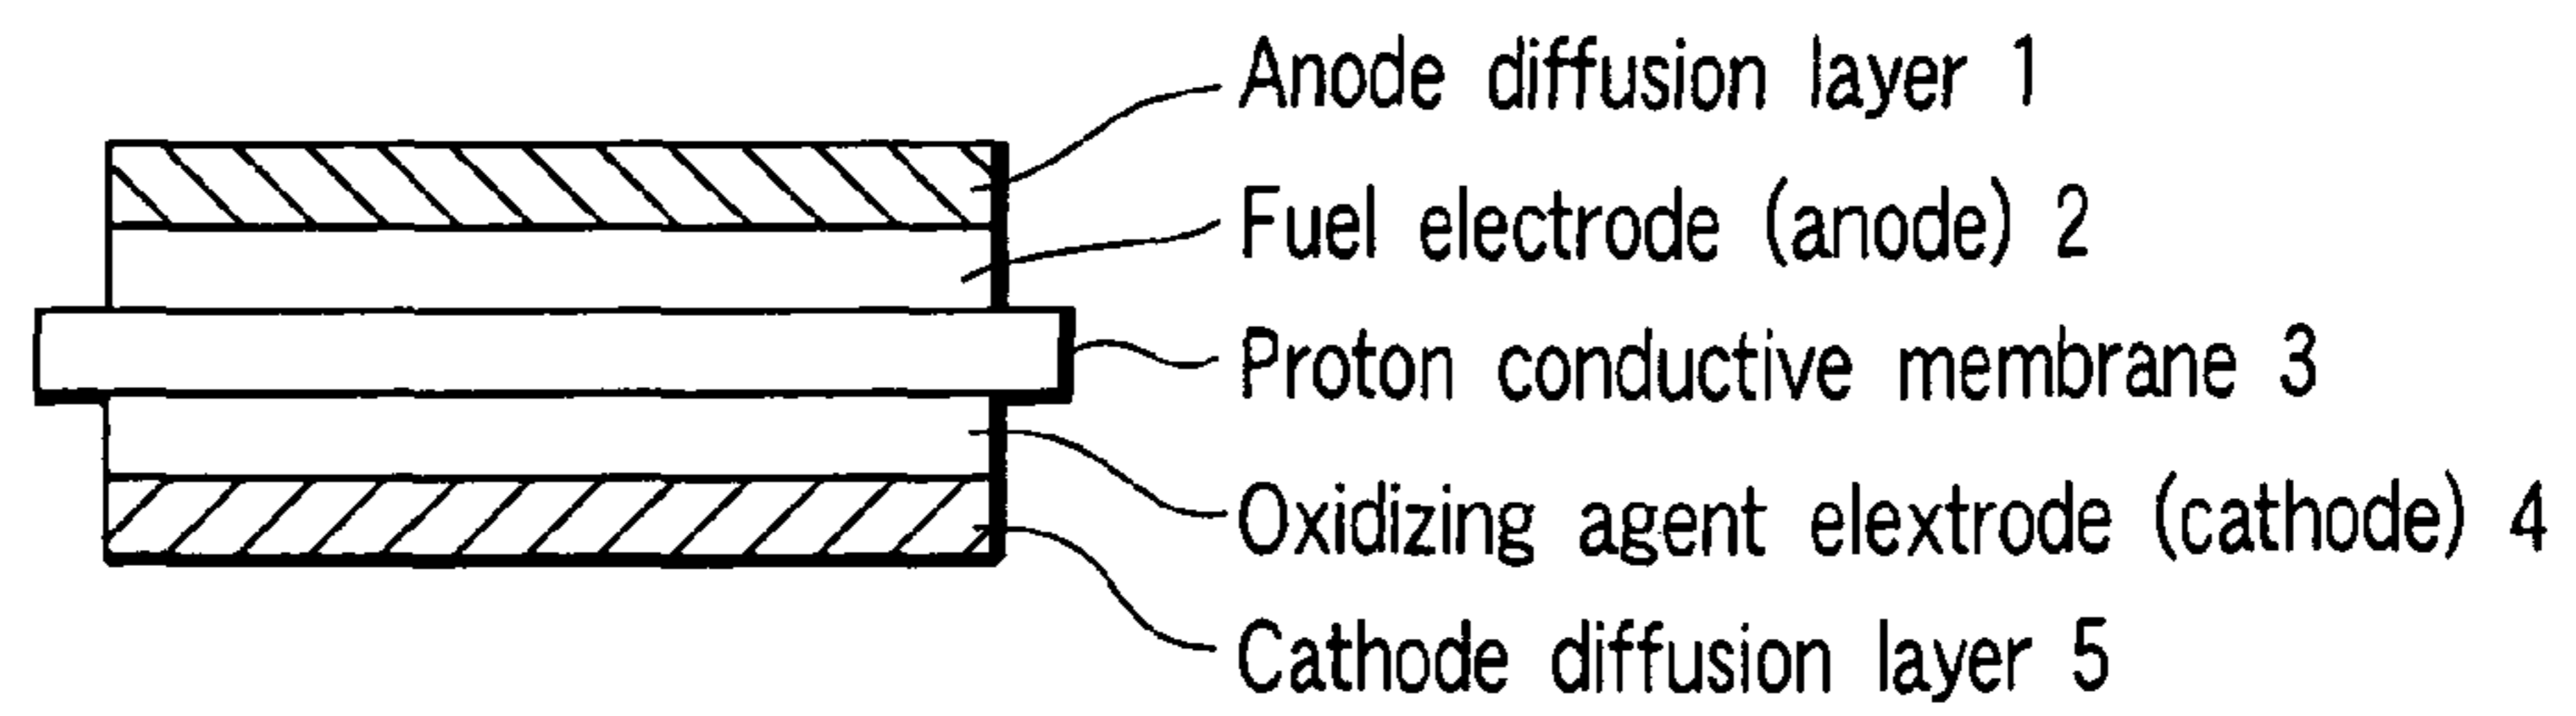 Anode diffusion layer 1
Fuel electrode (anode) 2
Proton conductive membrane 3
Oxidizing agent elextrode (cathode) 4
Cathode diffusion layer 5